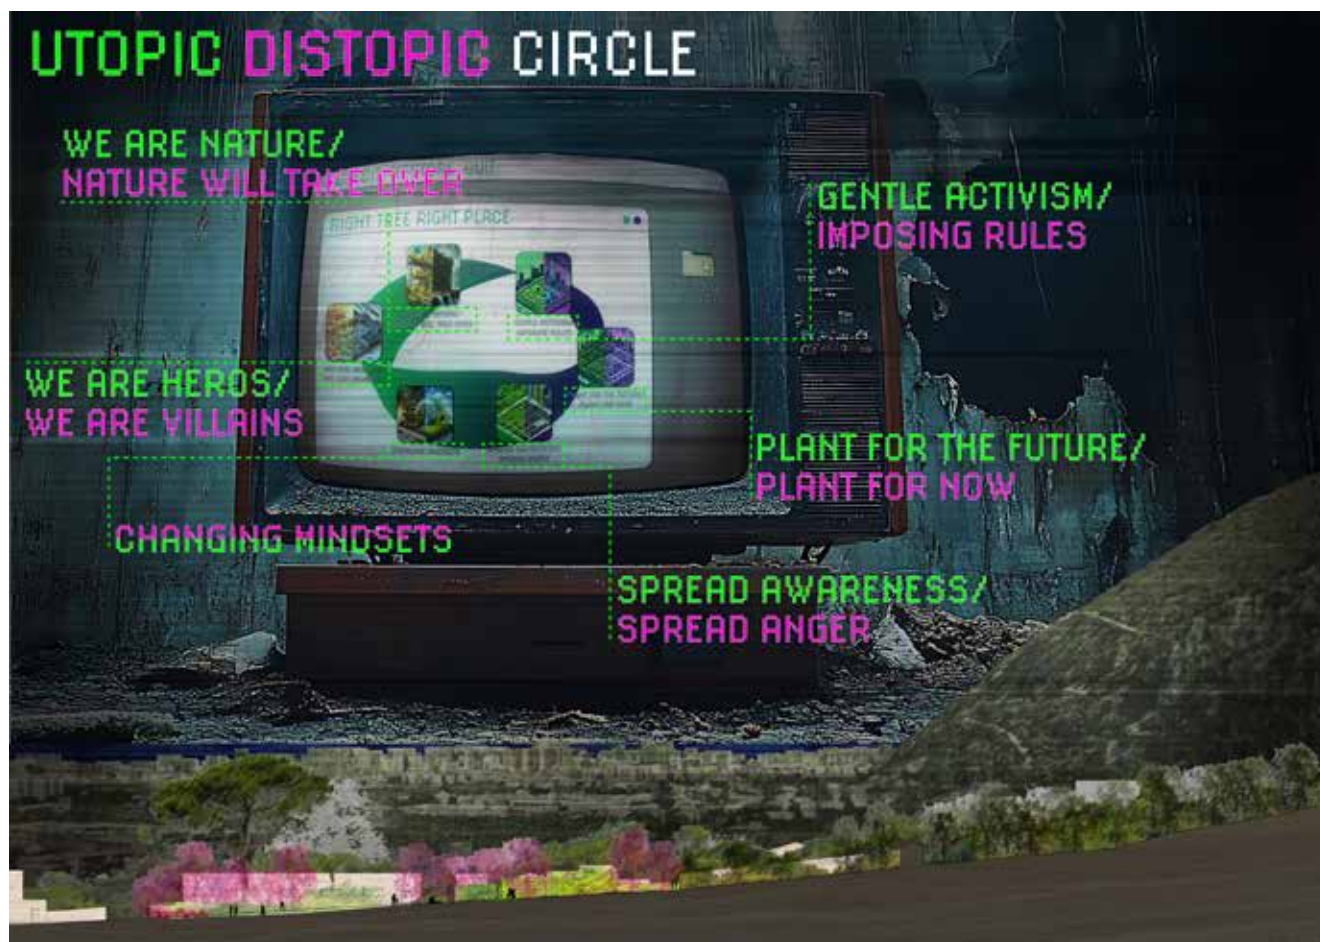 UTOPIC DISTOPIC CIRCLE
WE ARE NATURE/
NATURE WILL TAKE OVER
RIGHT TREE RIGHT PLACE
GENTLE ACTIVISM/
IMPOSING RULES
WE ARE HEROS/
WE ARE VILLAINS
PLANT FOR THE FUTURE/
PLANT FOR NOW
CHANGING MINDSETS
SPREAD AWARENESS/
SPREAD ANGER